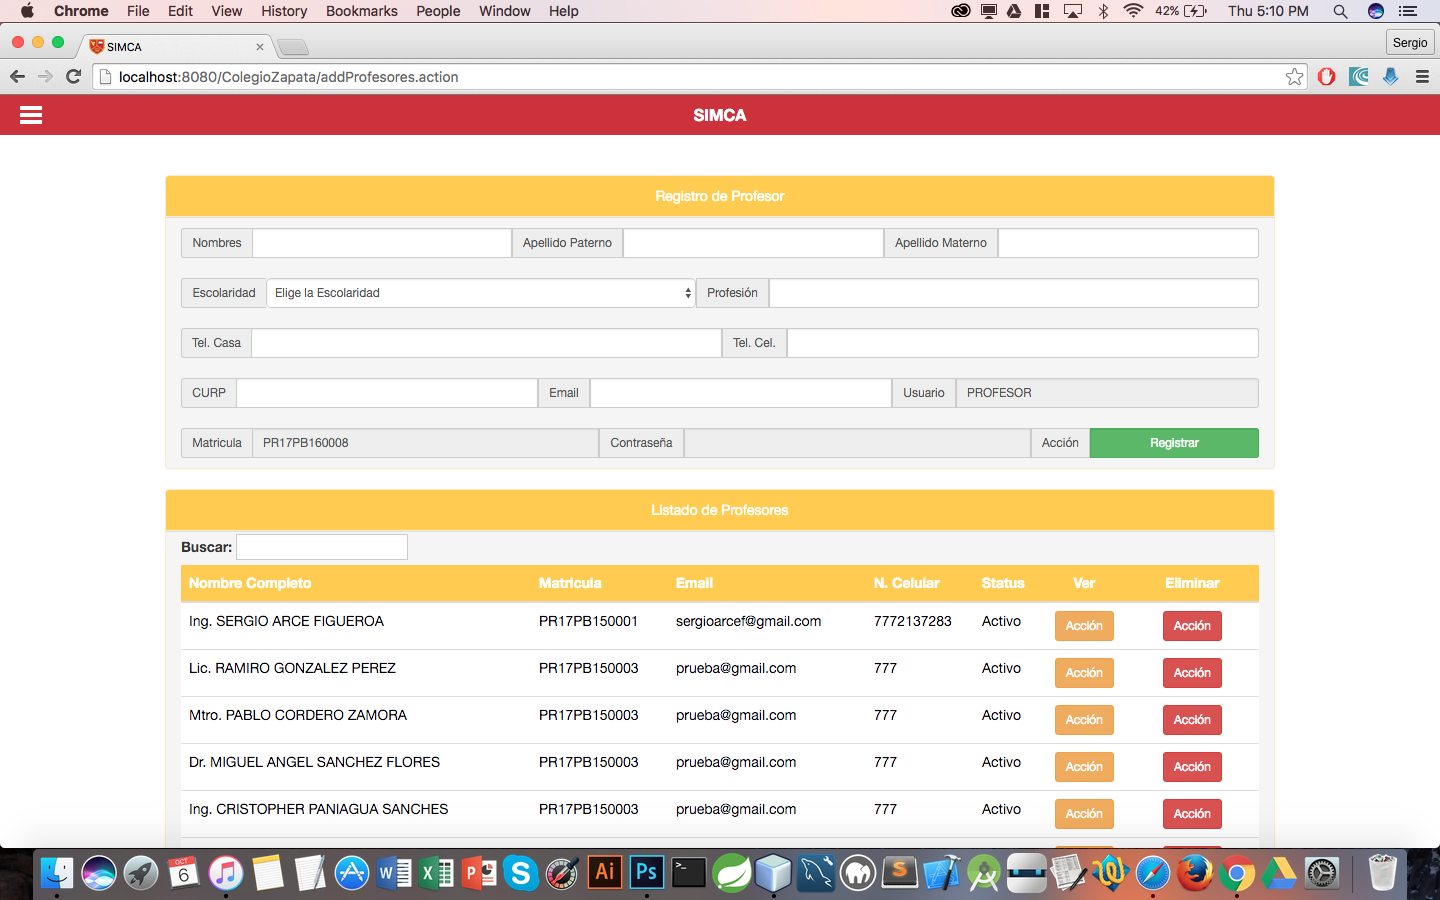 Chrome File Edit View History Bookmarks People Window Help 42% Thu 5:10 PM
SIMCA Sergio
localhost:8080/ColegioZapata/addProfesores.action
SIMCA
Registro de Profesor
Nombres Apellido Paterno Apellido Materno
Escolaridad Elige la Escolaridad Profesión
Tel. Casa Tel. Cel.
CURP Email Usuario PROFESOR
Matricula PR17PB160008 Contraseña Acción Registrar
Listado de Profesores
Buscar:
Nombre Completo Matricula Email N. Celular Status Ver Eliminar
Ing. SERGIO ARCE FIGUEROA PR17PB150001 sergioarcef@gmail.com 7772137283 Activo Acción Acción
Lic. RAMIRO GONZALEZ PEREZ PR17PB150003 prueba@gmail.com 777 Activo Acción Acción
Mtro. PABLO CORDERO ZAMORA PR17PB150003 prueba@gmail.com 777 Activo Acción Acción
Dr. MIGUEL ANGEL SANCHEZ FLORES PR17PB150003 prueba@gmail.com 777 Activo Acción Acción
Ing. CRISTOPHER PANIAGUA SANCHES PR17PB150003 prueba@gmail.com 777 Activo Acción Acción
OCT
6 W X P S Ai Ps >_ S